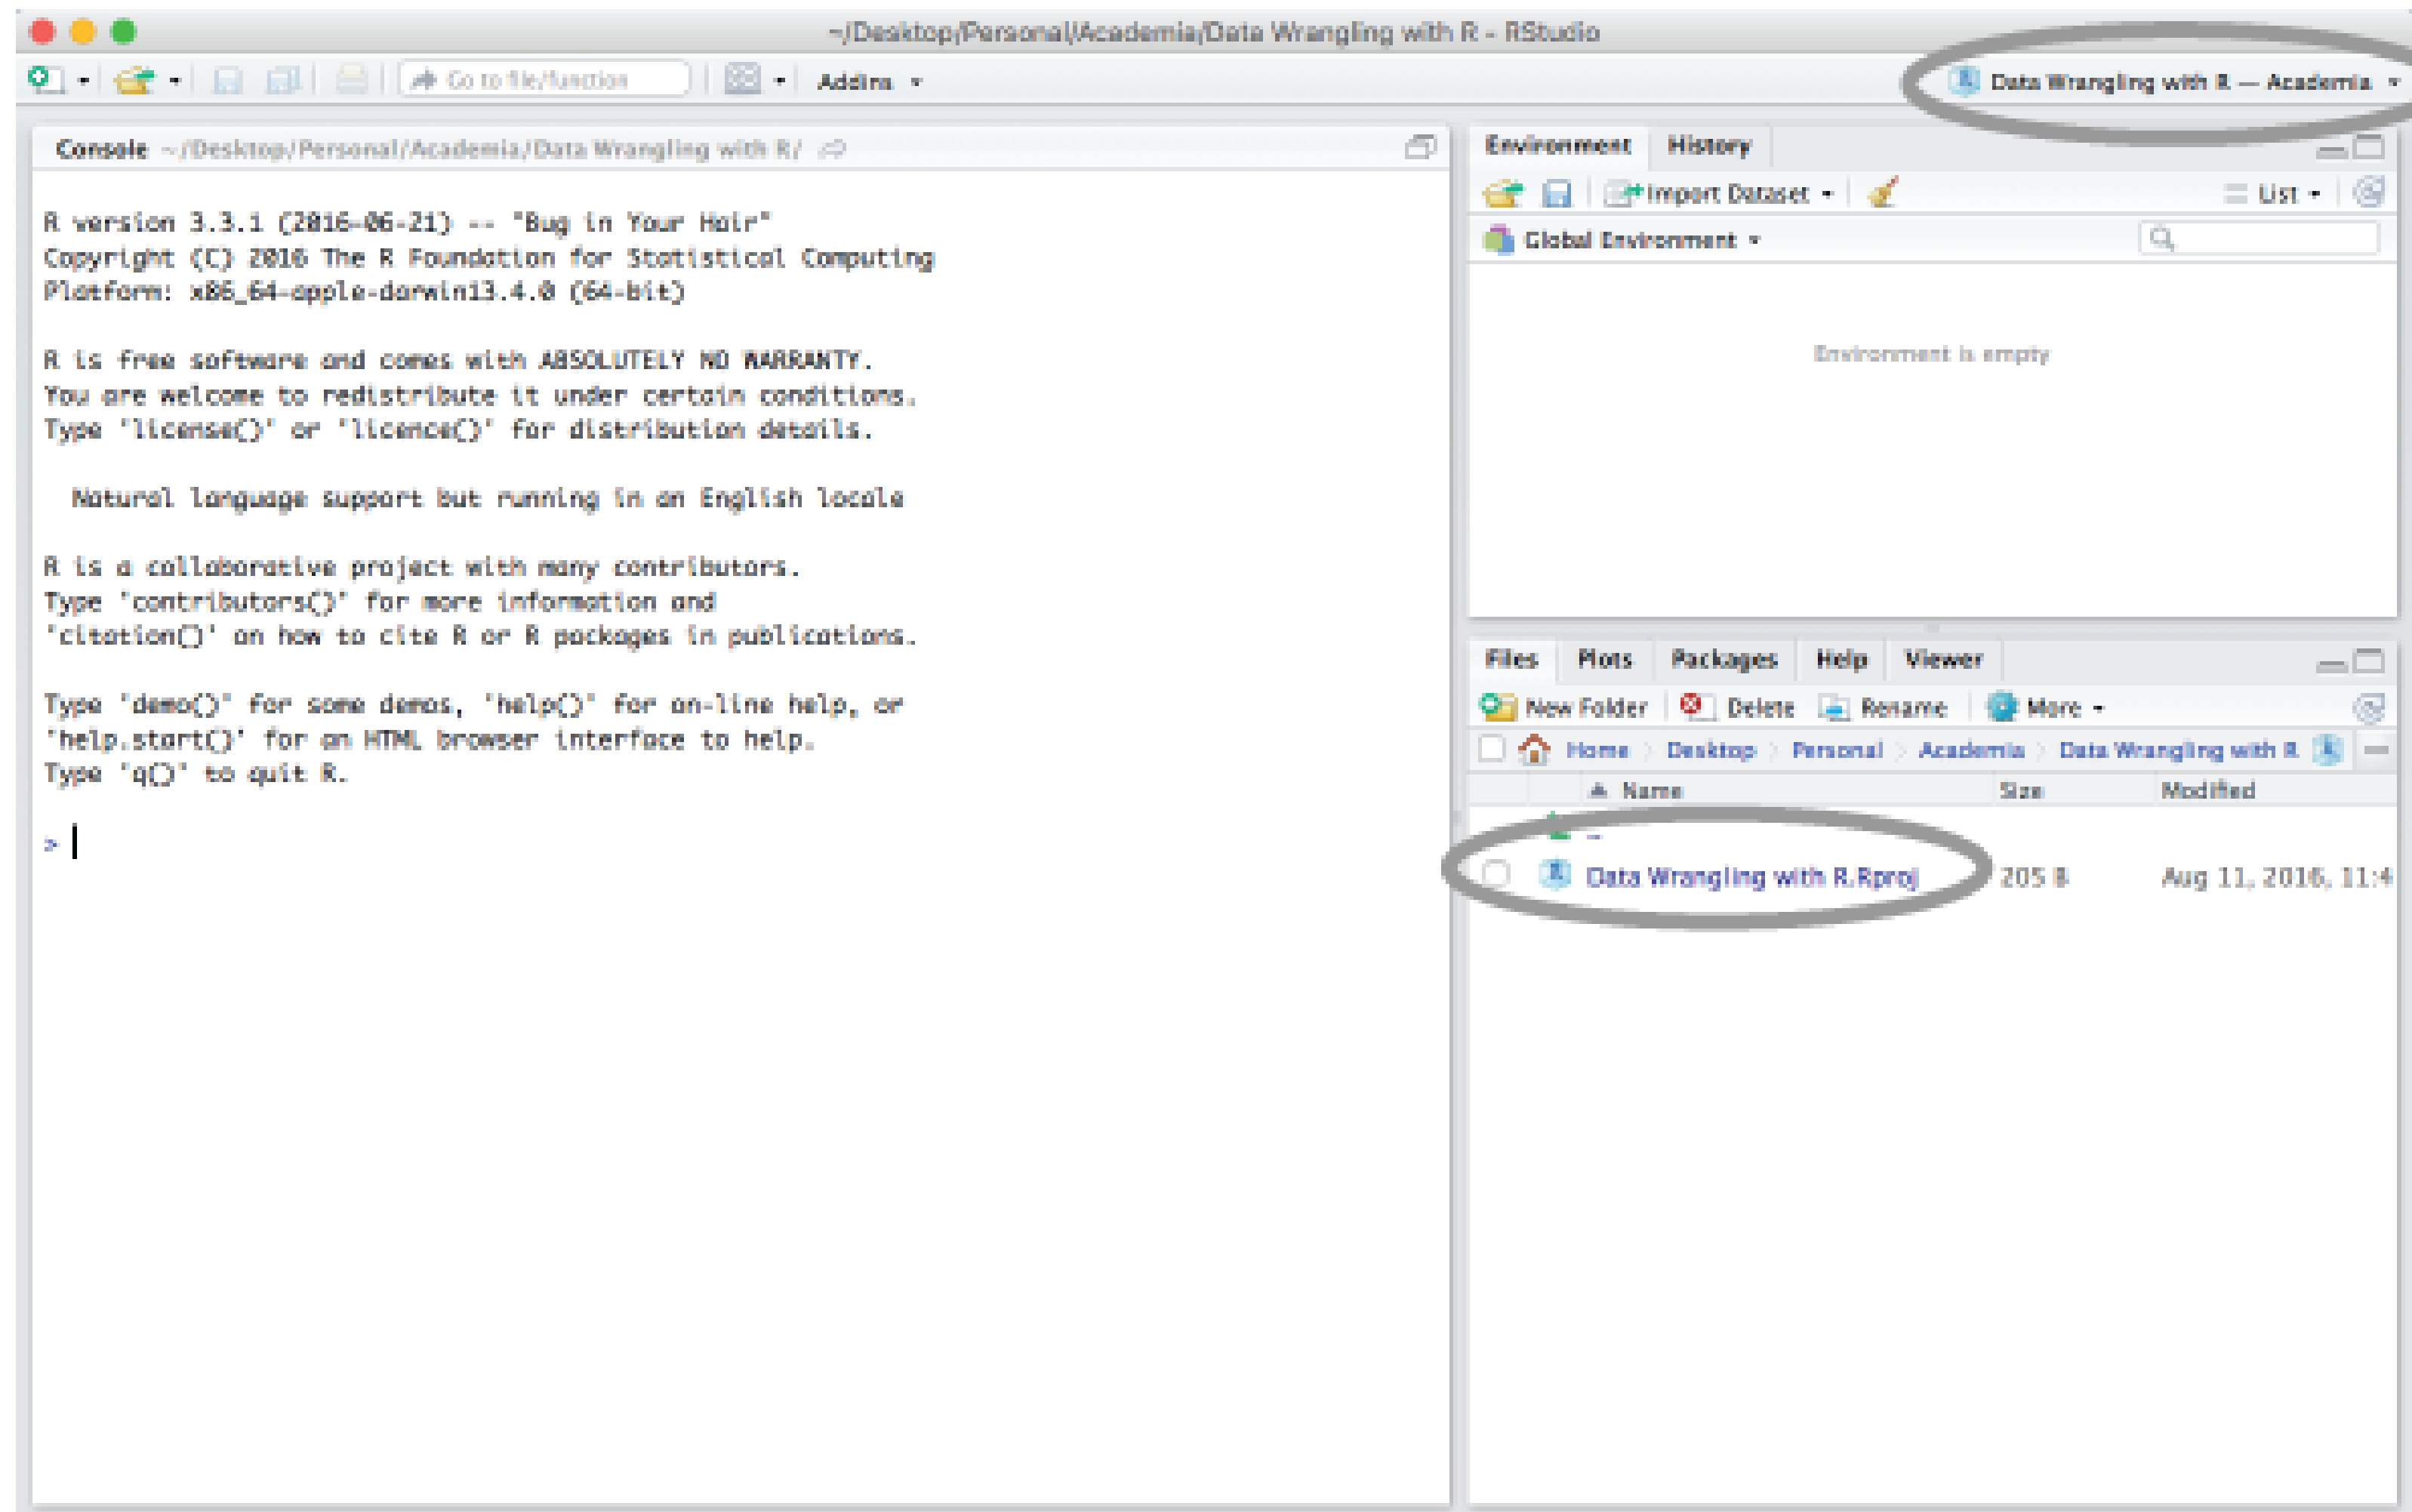 ~/Desktop/Personal/Academia/Data Wrangling with R - RStudio
Go to file/function
Addins
Data Wrangling with R — Academia
Console ~/Desktop/Personal/Academia/Data Wrangling with R/
R version 3.3.1 (2016-06-21) -- "Bug in Your Hair"
Copyright (C) 2016 The R Foundation for Statistical Computing
Platform: x86_64-apple-darwin13.4.0 (64-bit)
R is free software and comes with ABSOLUTELY NO WARRANTY.
You are welcome to redistribute it under certain conditions.
Type 'license()' or 'licence()' for distribution details.
Natural language support but running in an English locale
R is a collaborative project with many contributors.
Type 'contributors()' for more information and
'citation()' on how to cite R or R packages in publications.
Type 'demo()' for some demos, 'help()' for on-line help, or
'help.start()' for an HTML browser interface to help.
Type 'q()' to quit R.
>
Environment History
Import Dataset List
Global Environment
Environment is empty
Files Plots Packages Help Viewer
New Folder Delete Rename More
Home Desktop Personal Academia Data Wrangling with R
Name Size Modified
..
Data Wrangling with R.Rproj 205 B Aug 11, 2016, 11:4